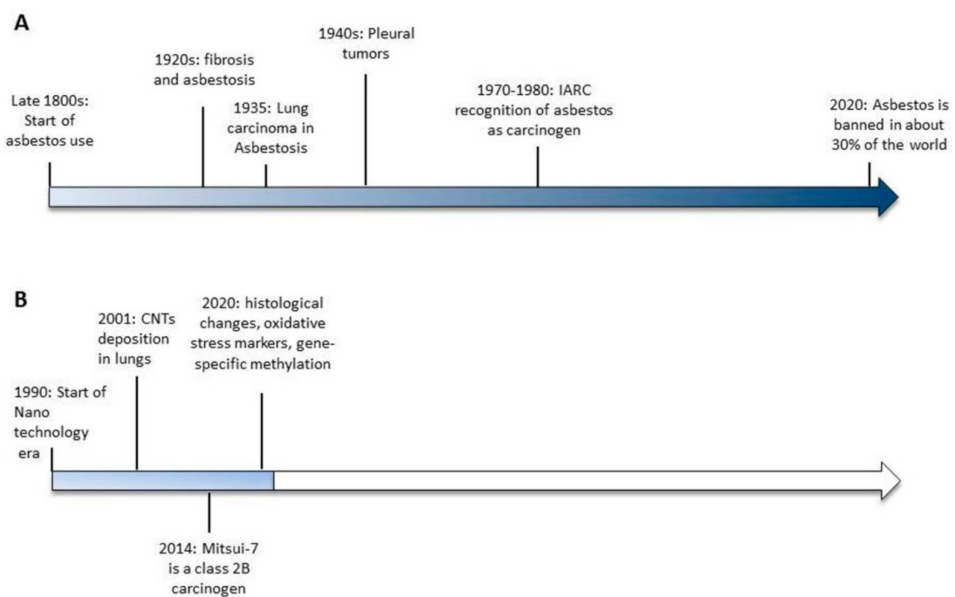 A
Late 1800s:
Start of
asbestos use
1920s: fibrosis
and asbestosis
1935: Lung
carcinoma in
Asbestosis
1940s: Pleural
tumors
1970-1980: IARC
recognition of asbestos
as carcinogen
2020: Asbestos is
banned in about
30% of the world
B
1990: Start of
Nano
technology
era
2001: CNTs
deposition
in lungs
2014: Mitsui-7
is a class 2B
carcinogen
2020: histological
changes, oxidative
stress markers, gene-
specific methylation